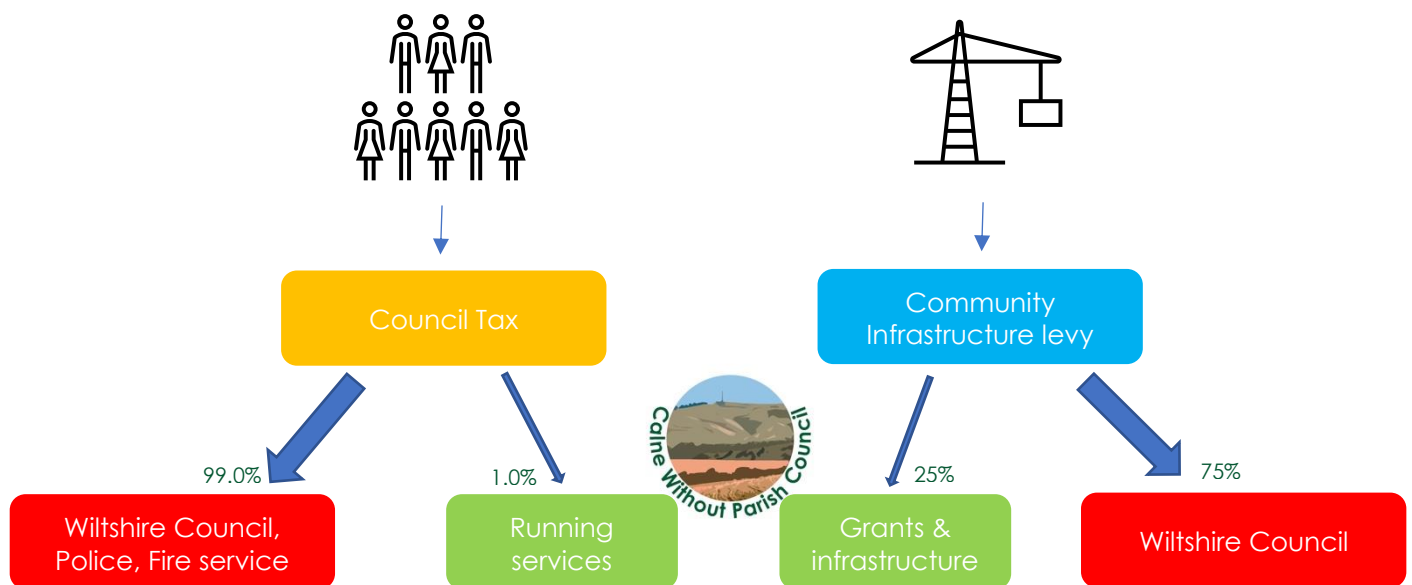 Council Tax
Community
Infrastructure levy
Calne Without Parish Council
99.0%
1.0%
25%
75%
Wiltshire Council,
Police, Fire service
Running
services
Grants &
infrastructure
Wiltshire Council